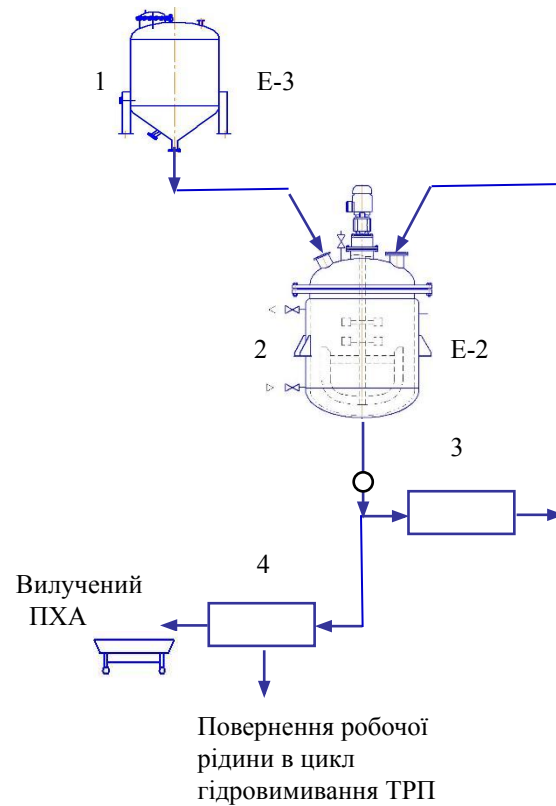 1
Е-3
2
Е-2
3
4
Вилучений
ПХА
Повернення робочої
рідини в цикл
гідровимивання ТРП